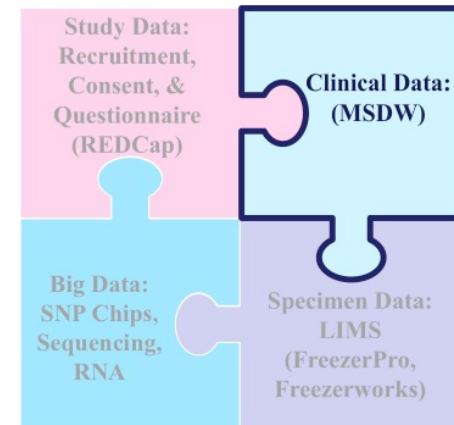 Study Data:
Recruitment,
Consent, &
Questionnaire
(REDCap)
Clinical Data:
(MSDW)
Big Data:
SNP Chips,
Sequencing,
RNA
Specimen Data:
LIMS
(FreezerPro,
Freezerworks)